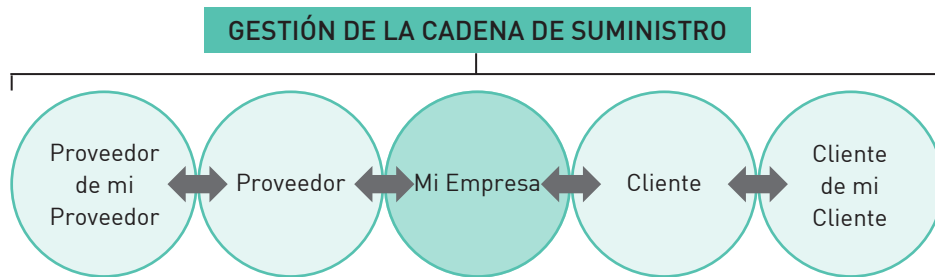 GESTIÓN DE LA CADENA DE SUMINISTRO
Proveedor
de mi
Proveedor
Proveedor
Mi Empresa
Cliente
Cliente
de mi
Cliente